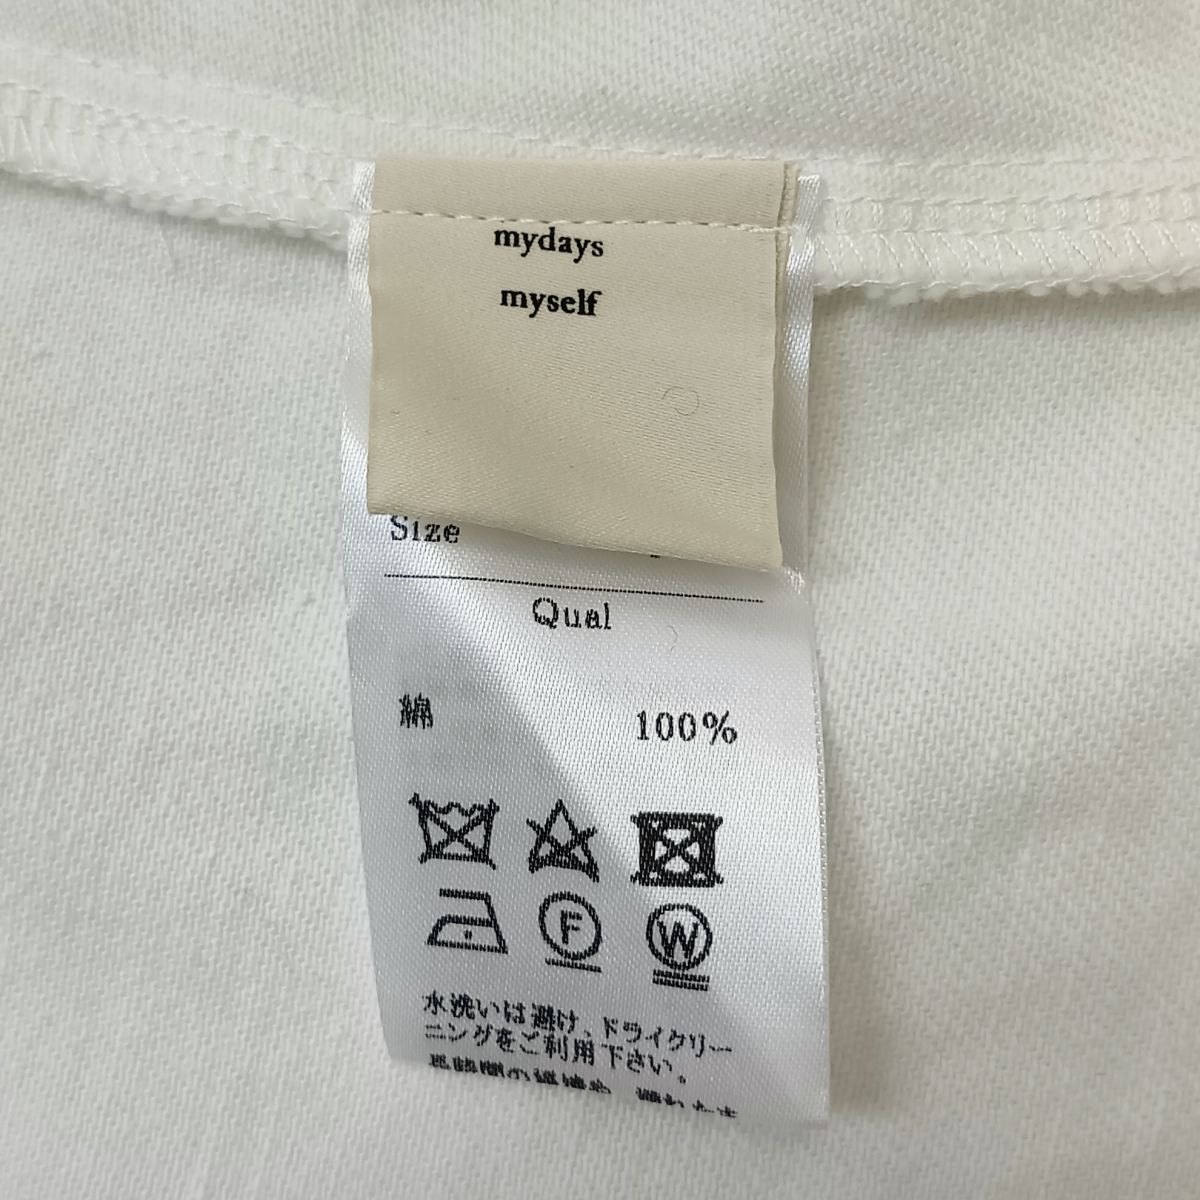 mydays
myself
Size
Qual
綿 100%
F W
水洗いは避け、ドライクリー
ニングをご利用下さい。